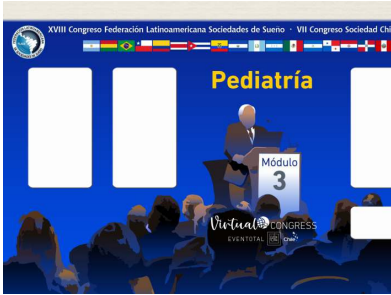 XVIII Congreso Federación Latinoamericana Sociedades de Sueño · VII Congreso Sociedad Chi
Pediatría
Módulo
3
Virtual CONGRESS
EVENTOTAL Chile